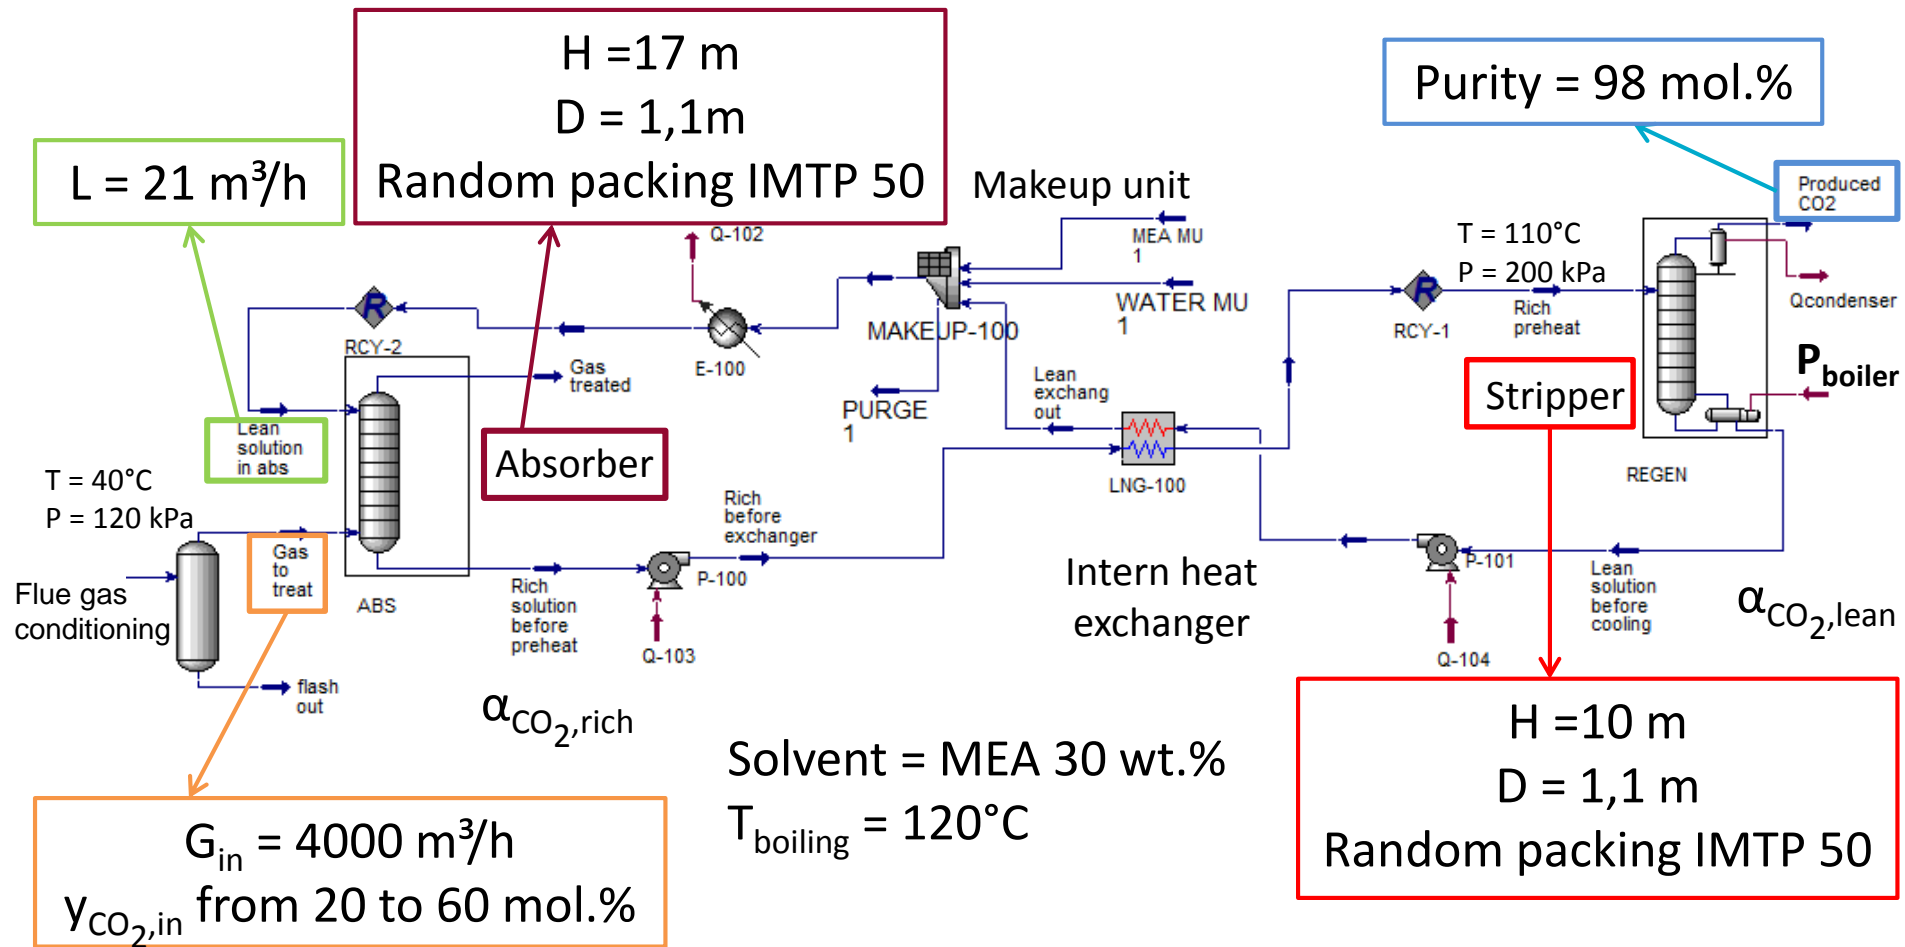 H =17 m
D = 1,1m
Random packing IMTP 50
Purity = 98 mol.%
L = 21 m³/h
Makeup unit
Produced
CO2
Q-102
MEA MU
1
T = 110°C
P = 200 kPa
WATER MU
1
Qcondenser
RCY-2
E-100
MAKEUP-100
RCY-1
Rich
preheat
Gas
treated
PURGE
1
Lean
exchang
out
P_boiler
Stripper
Lean
solution
in abs
Absorber
LNG-100
REGEN
T = 40°C
P = 120 kPa
Rich
before
exchanger
Gas
to
treat
P-100
P-101
Flue gas
conditioning
ABS
Rich
solution
before
preheat
Q-103
Intern heat
exchanger
Lean
solution
before
cooling
α_CO2,lean
Q-104
flash
out
α_CO2,rich
Solvent = MEA 30 wt.%
T_boiling = 120°C
H =10 m
D = 1,1 m
Random packing IMTP 50
G_in = 4000 m³/h
y_CO2,in from 20 to 60 mol.%
R
R